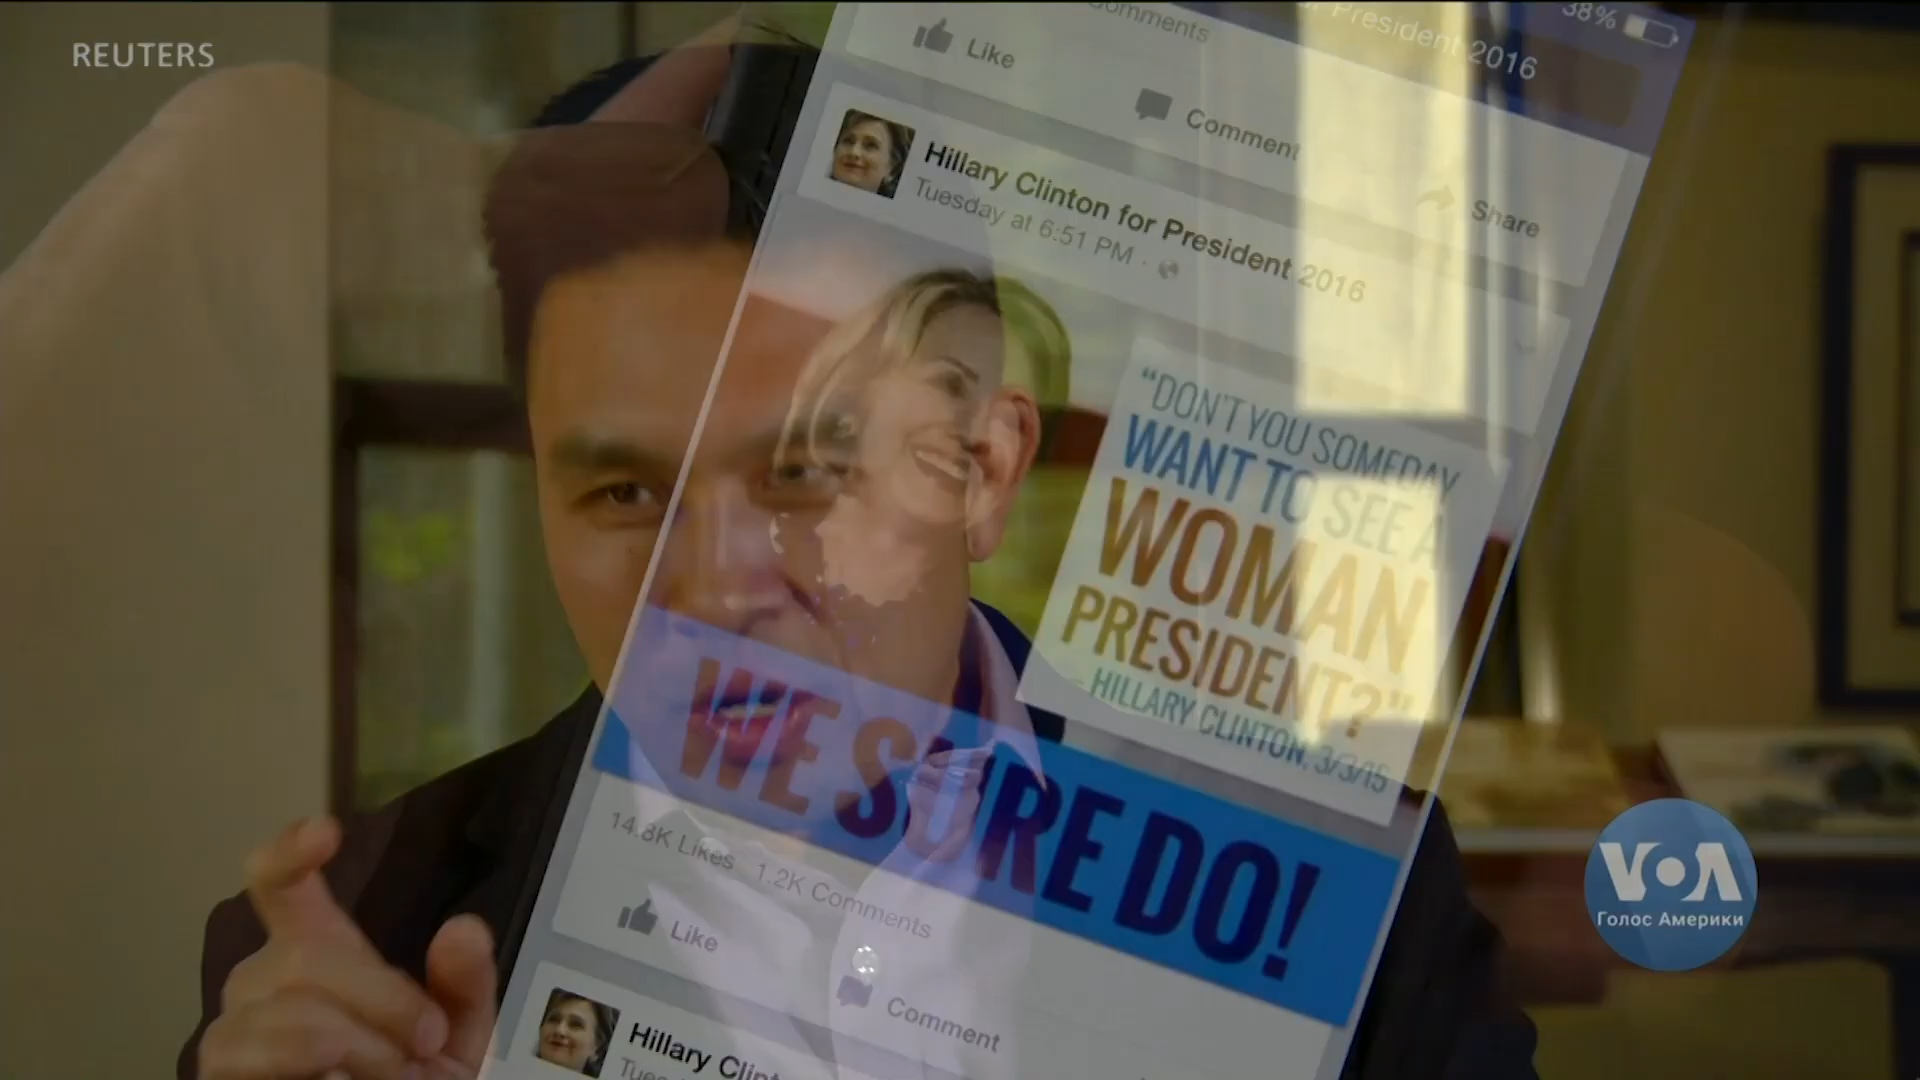 REUTERS
38%
President 2016
Comments
Like
Comment
Share
Hillary Clinton for President 2016
Tuesday at 6:51 PM ·
"DON'T YOU SOMEDAY
WANT TO SEE A
WOMAN
PRESIDENT?"
- HILLARY CLINTON, 3/3/15
WE SURE DO!
14.8K Likes 1.2K Comments
Like
Comment
Hillary Clin
Tues
VOA
Голос Америки